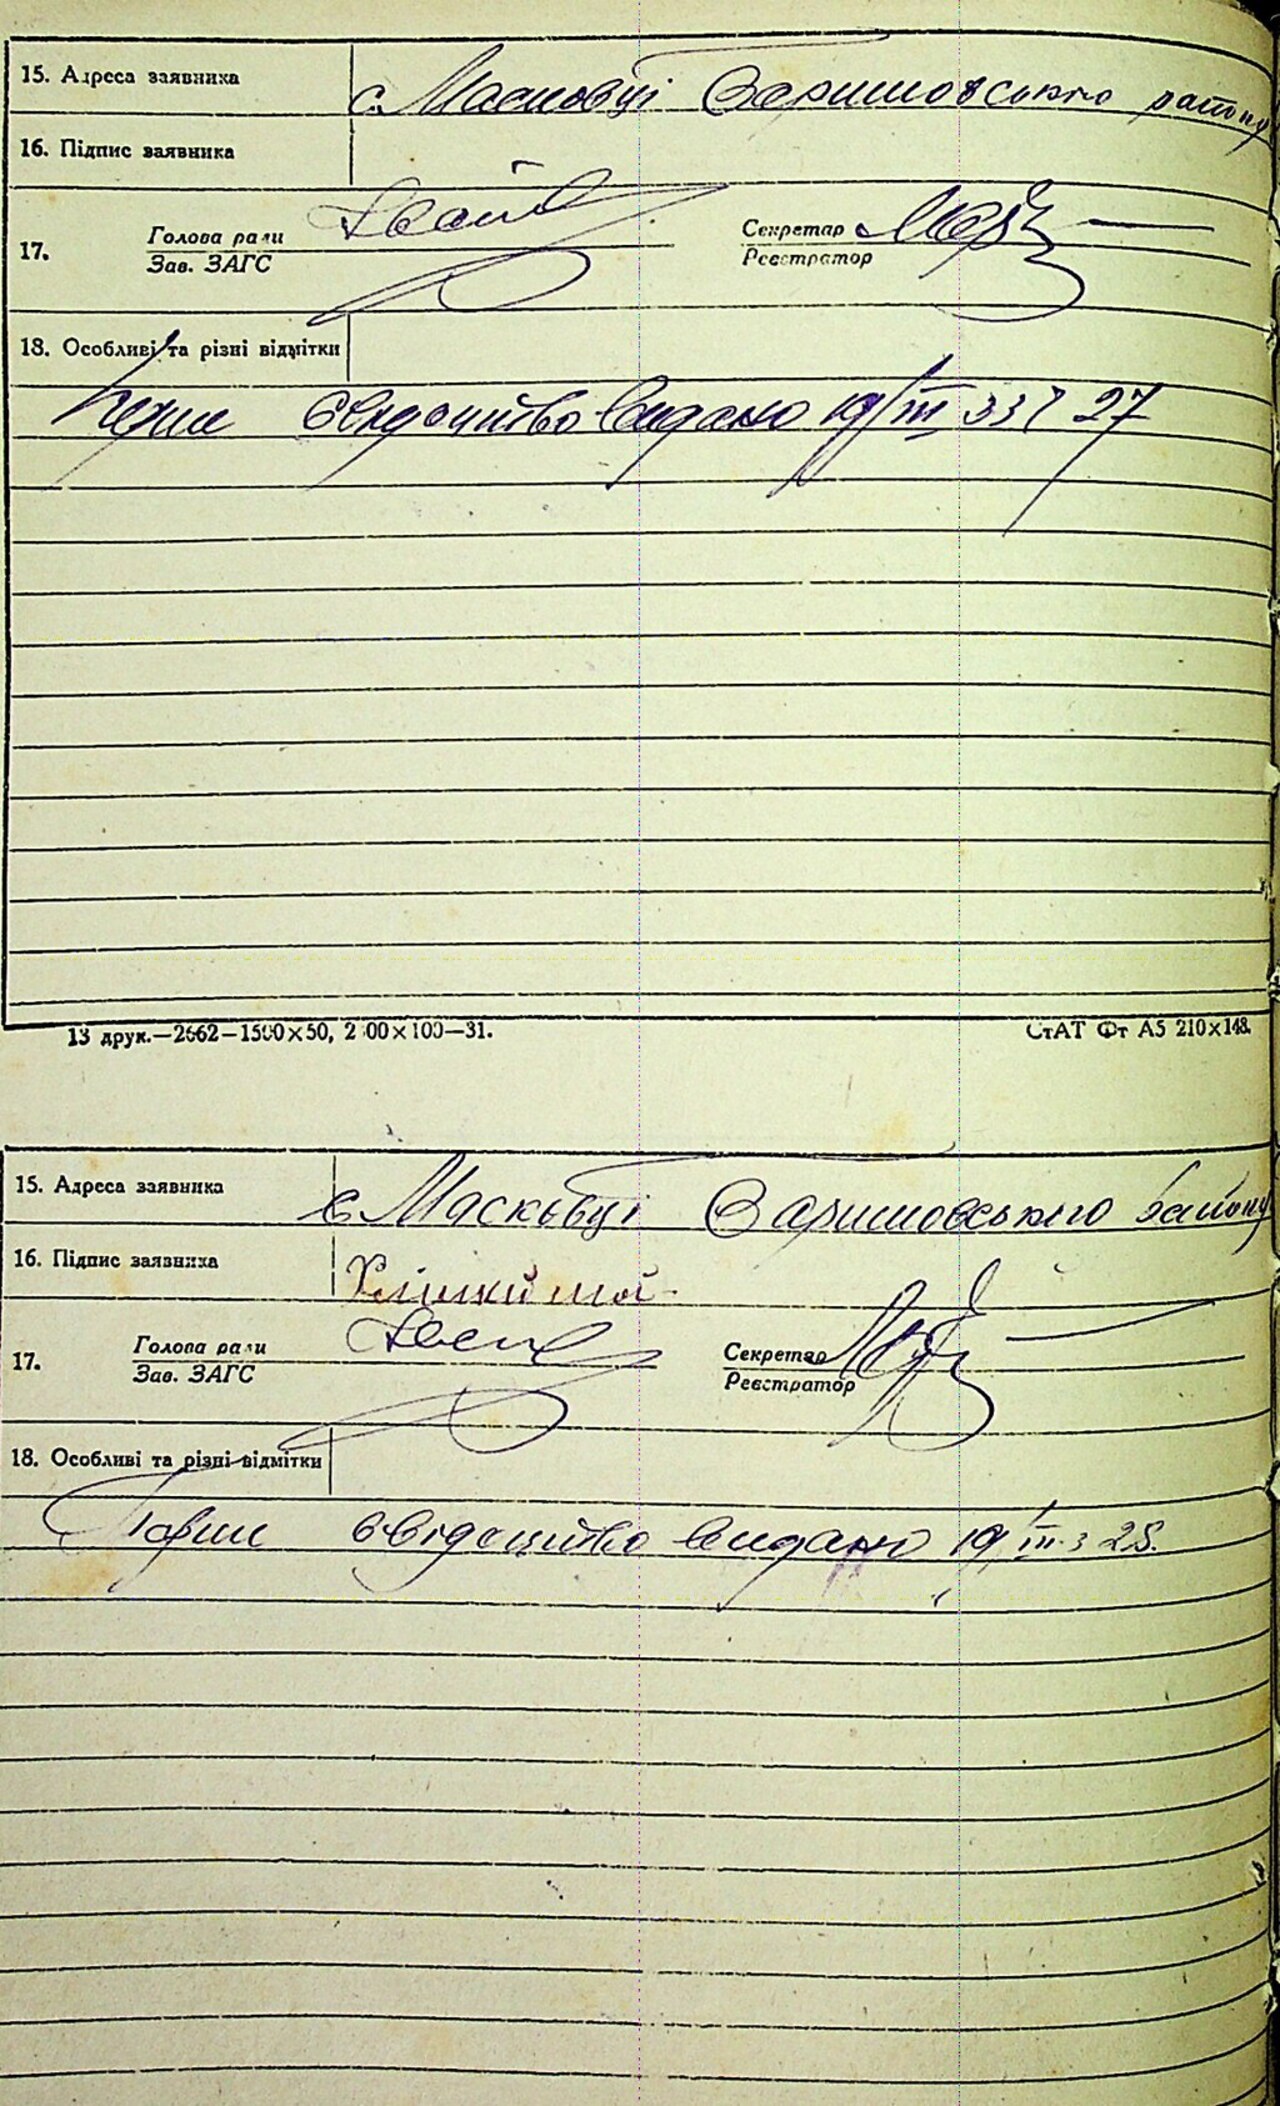 15. Адреса заявника с. Масковці Баришовського району
16. Підпис заявника
17. Голова ради
Зав. ЗАГС
Секретар
Реєстратор
18. Особливі та різні відмітки
Перше свідоцтво видано 19/III 33 27
13 друк.—2662—1500×50, 2 00×100—31.
СтАТ Фт А5 210×148.
15. Адреса заявника с. Масковці Баришовського району
16. Підпис заявника
17. Голова ради
Зав. ЗАГС
Секретар
Реєстратор
18. Особливі та різні відмітки
Перше свідоцтво видано 19/III